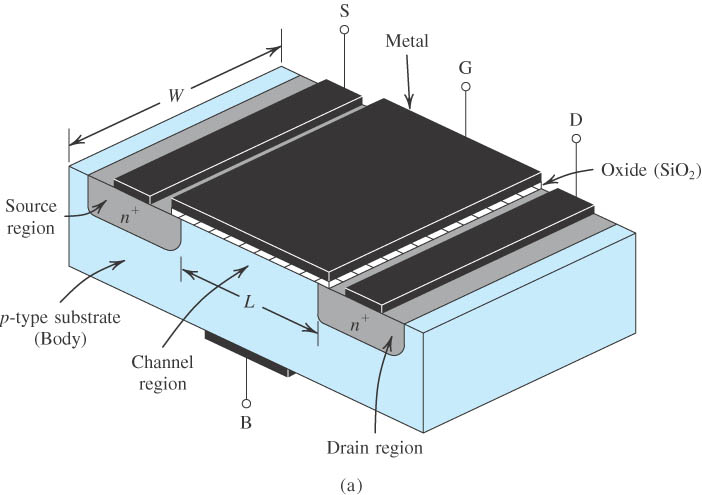 S
Metal
G
W
D
Oxide (SiO₂)
Source
region
n⁺
L
n⁺
p-type substrate
(Body)
Channel
region
B
Drain region
(a)